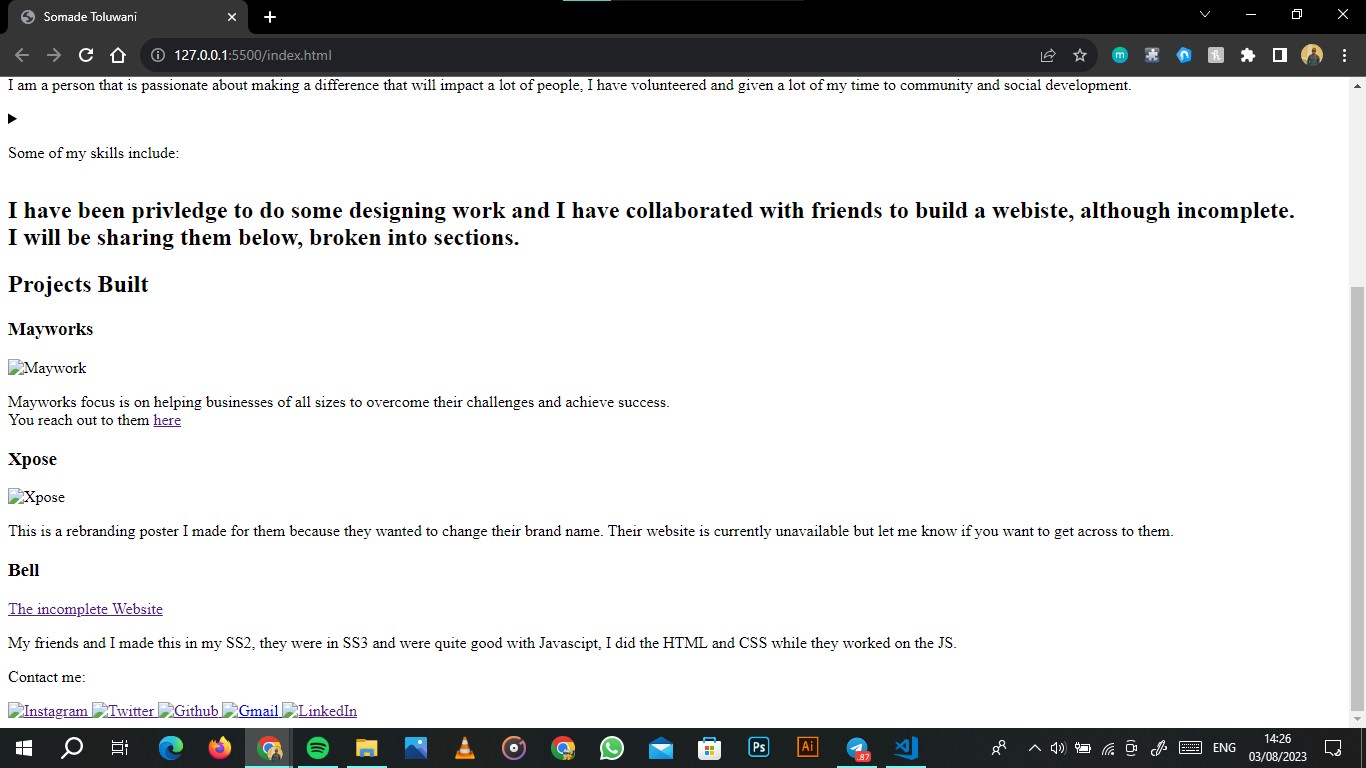 Somade Toluwani
127.0.0.1:5500/index.html
m
I am a person that is passionate about making a difference that will impact a lot of people, I have volunteered and given a lot of my time to community and social development.
Some of my skills include:
I have been privledge to do some designing work and I have collaborated with friends to build a webiste, although incomplete.
I will be sharing them below, broken into sections.
Projects Built
Mayworks
Maywork
Mayworks focus is on helping businesses of all sizes to overcome their challenges and achieve success.
You reach out to them here
Xpose
Xpose
This is a rebranding poster I made for them because they wanted to change their brand name. Their website is currently unavailable but let me know if you want to get across to them.
Bell
The incomplete Website
My friends and I made this in my SS2, they were in SS3 and were quite good with Javascipt, I did the HTML and CSS while they worked on the JS.
Contact me:
Instagram Twitter Github Gmail LinkedIn
Ps Ai .87 ENG 14:26
03/08/2023